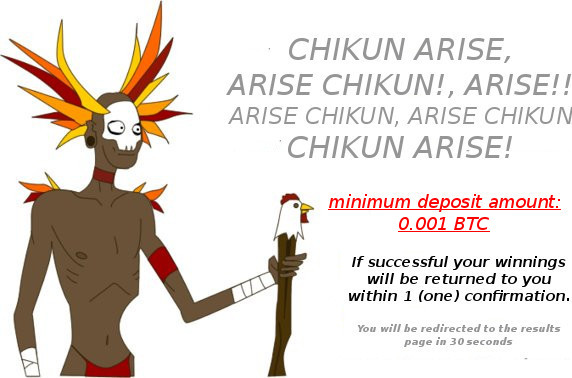 CHIKUN ARISE,
ARISE CHIKUN!, ARISE!!
ARISE CHIKUN, ARISE CHIKUN
CHIKUN ARISE!
minimum deposit amount:
0.001 BTC
If successful your winnings
will be returned to you
within 1 (one) confirmation.
You will be redirected to the results
page in 30 seconds